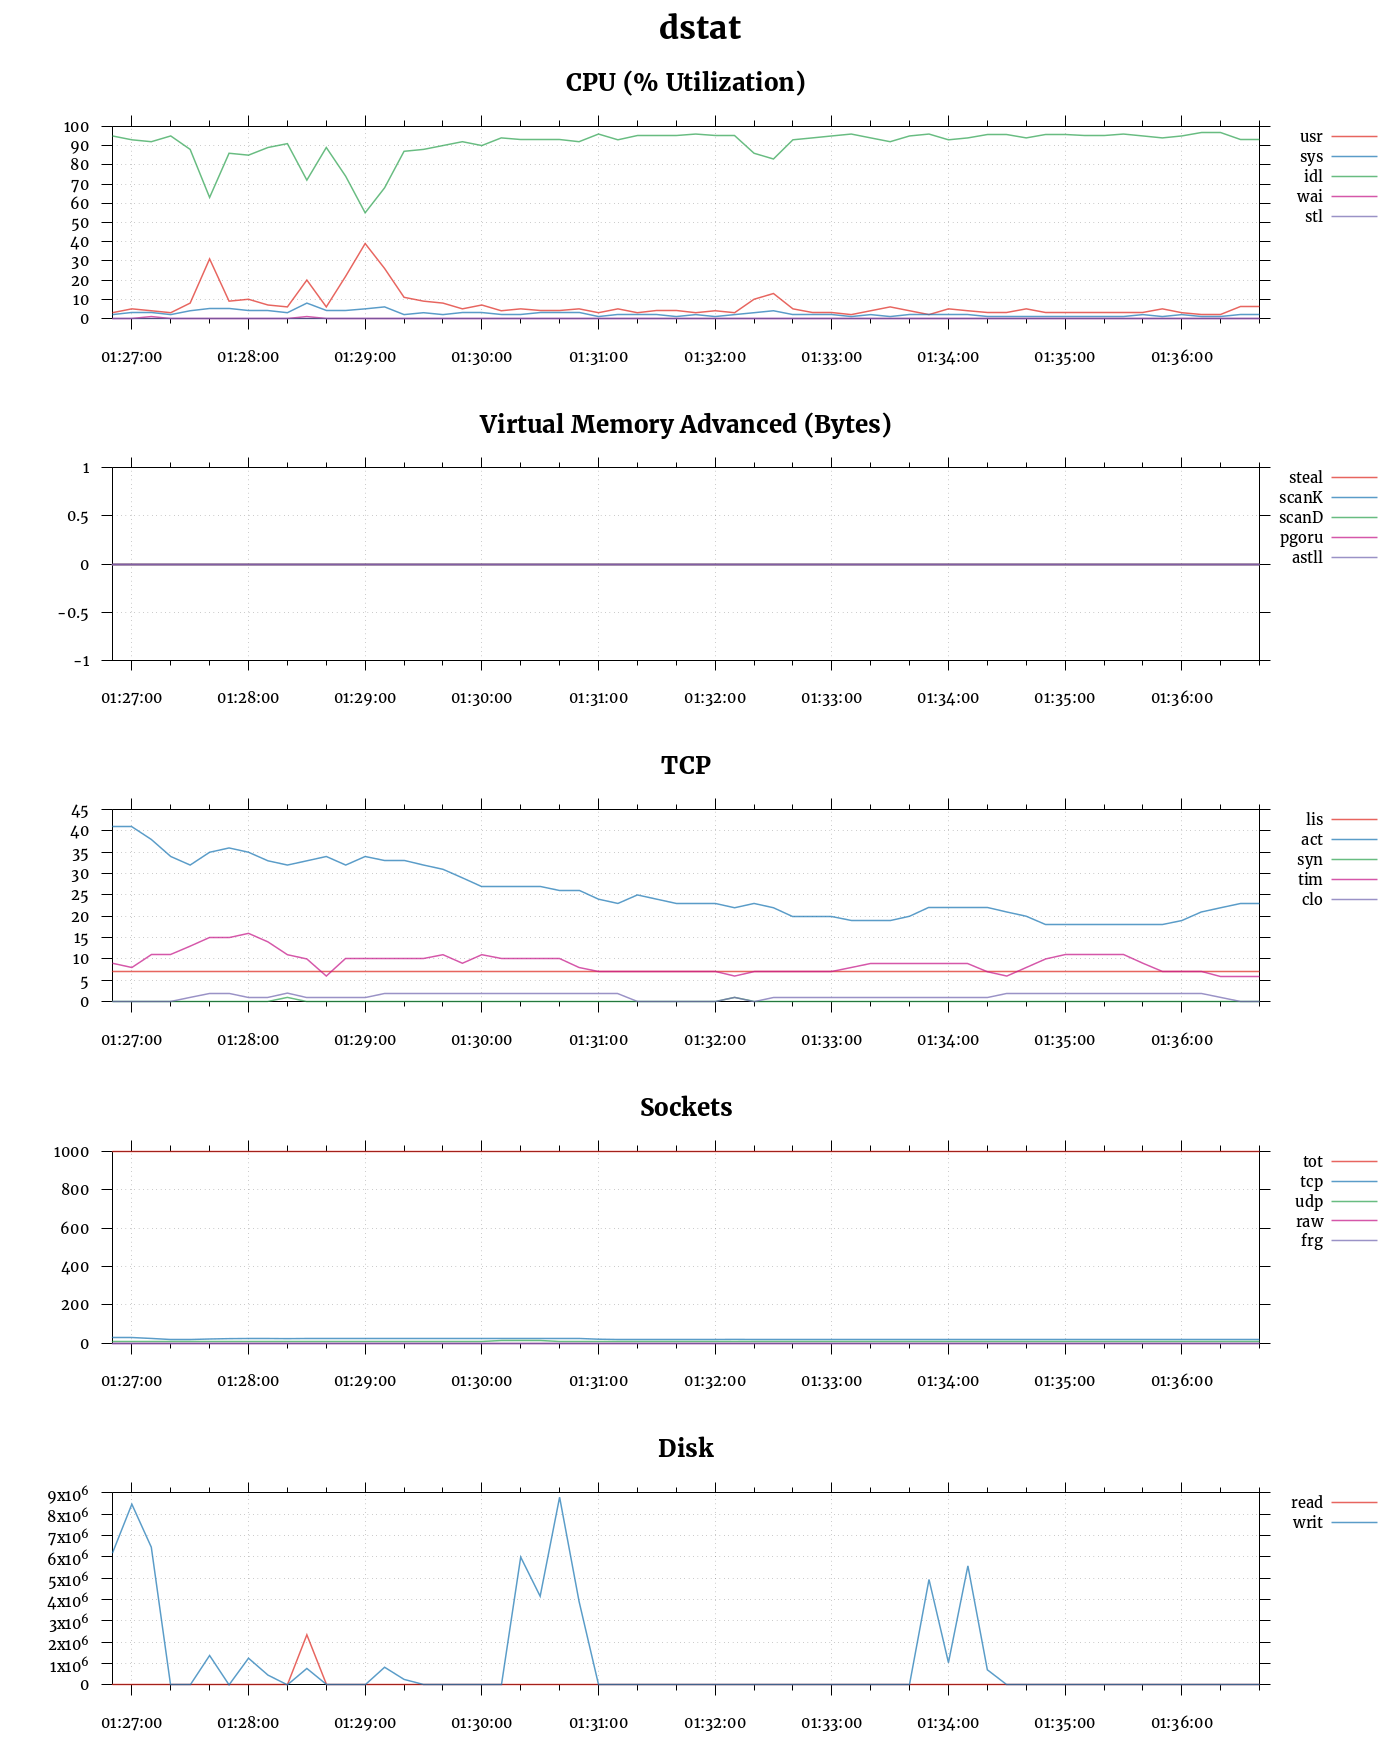 dstat
CPU (% Utilization)
100
90
80
70
60
50
40
30
20
10
0
usr
sys
idl
wai
stl
01:27:00 01:28:00 01:29:00 01:30:00 01:31:00 01:32:00 01:33:00 01:34:00 01:35:00 01:36:00
Virtual Memory Advanced (Bytes)
1
0.5
0
-0.5
-1
steal
scanK
scanD
pgoru
astll
01:27:00 01:28:00 01:29:00 01:30:00 01:31:00 01:32:00 01:33:00 01:34:00 01:35:00 01:36:00
TCP
45
40
35
30
25
20
15
10
5
0
lis
act
syn
tim
clo
01:27:00 01:28:00 01:29:00 01:30:00 01:31:00 01:32:00 01:33:00 01:34:00 01:35:00 01:36:00
Sockets
1000
800
600
400
200
0
tot
tcp
udp
raw
frg
01:27:00 01:28:00 01:29:00 01:30:00 01:31:00 01:32:00 01:33:00 01:34:00 01:35:00 01:36:00
Disk
9x10⁶
8x10⁶
7x10⁶
6x10⁶
5x10⁶
4x10⁶
3x10⁶
2x10⁶
1x10⁶
0
read
writ
01:27:00 01:28:00 01:29:00 01:30:00 01:31:00 01:32:00 01:33:00 01:34:00 01:35:00 01:36:00